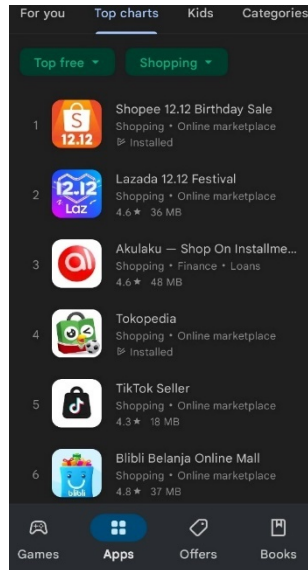 For you Top charts Kids Categories
Top free Shopping
1
S
12.12
Shopee 12.12 Birthday Sale
Shopping • Online marketplace
Installed
2
12.12
Laz
Lazada 12.12 Festival
Shopping • Online marketplace
4.6★ 36 MB
3
Akulaku — Shop On Installme...
Shopping • Finance • Loans
4.6★ 48 MB
4
Tokopedia
Shopping • Online marketplace
Installed
5
TikTok Seller
Shopping • Online marketplace
4.3★ 18 MB
6
blibli
Blibli Belanja Online Mall
Shopping • Online marketplace
4.8★ 37 MB
Games Apps Offers Books